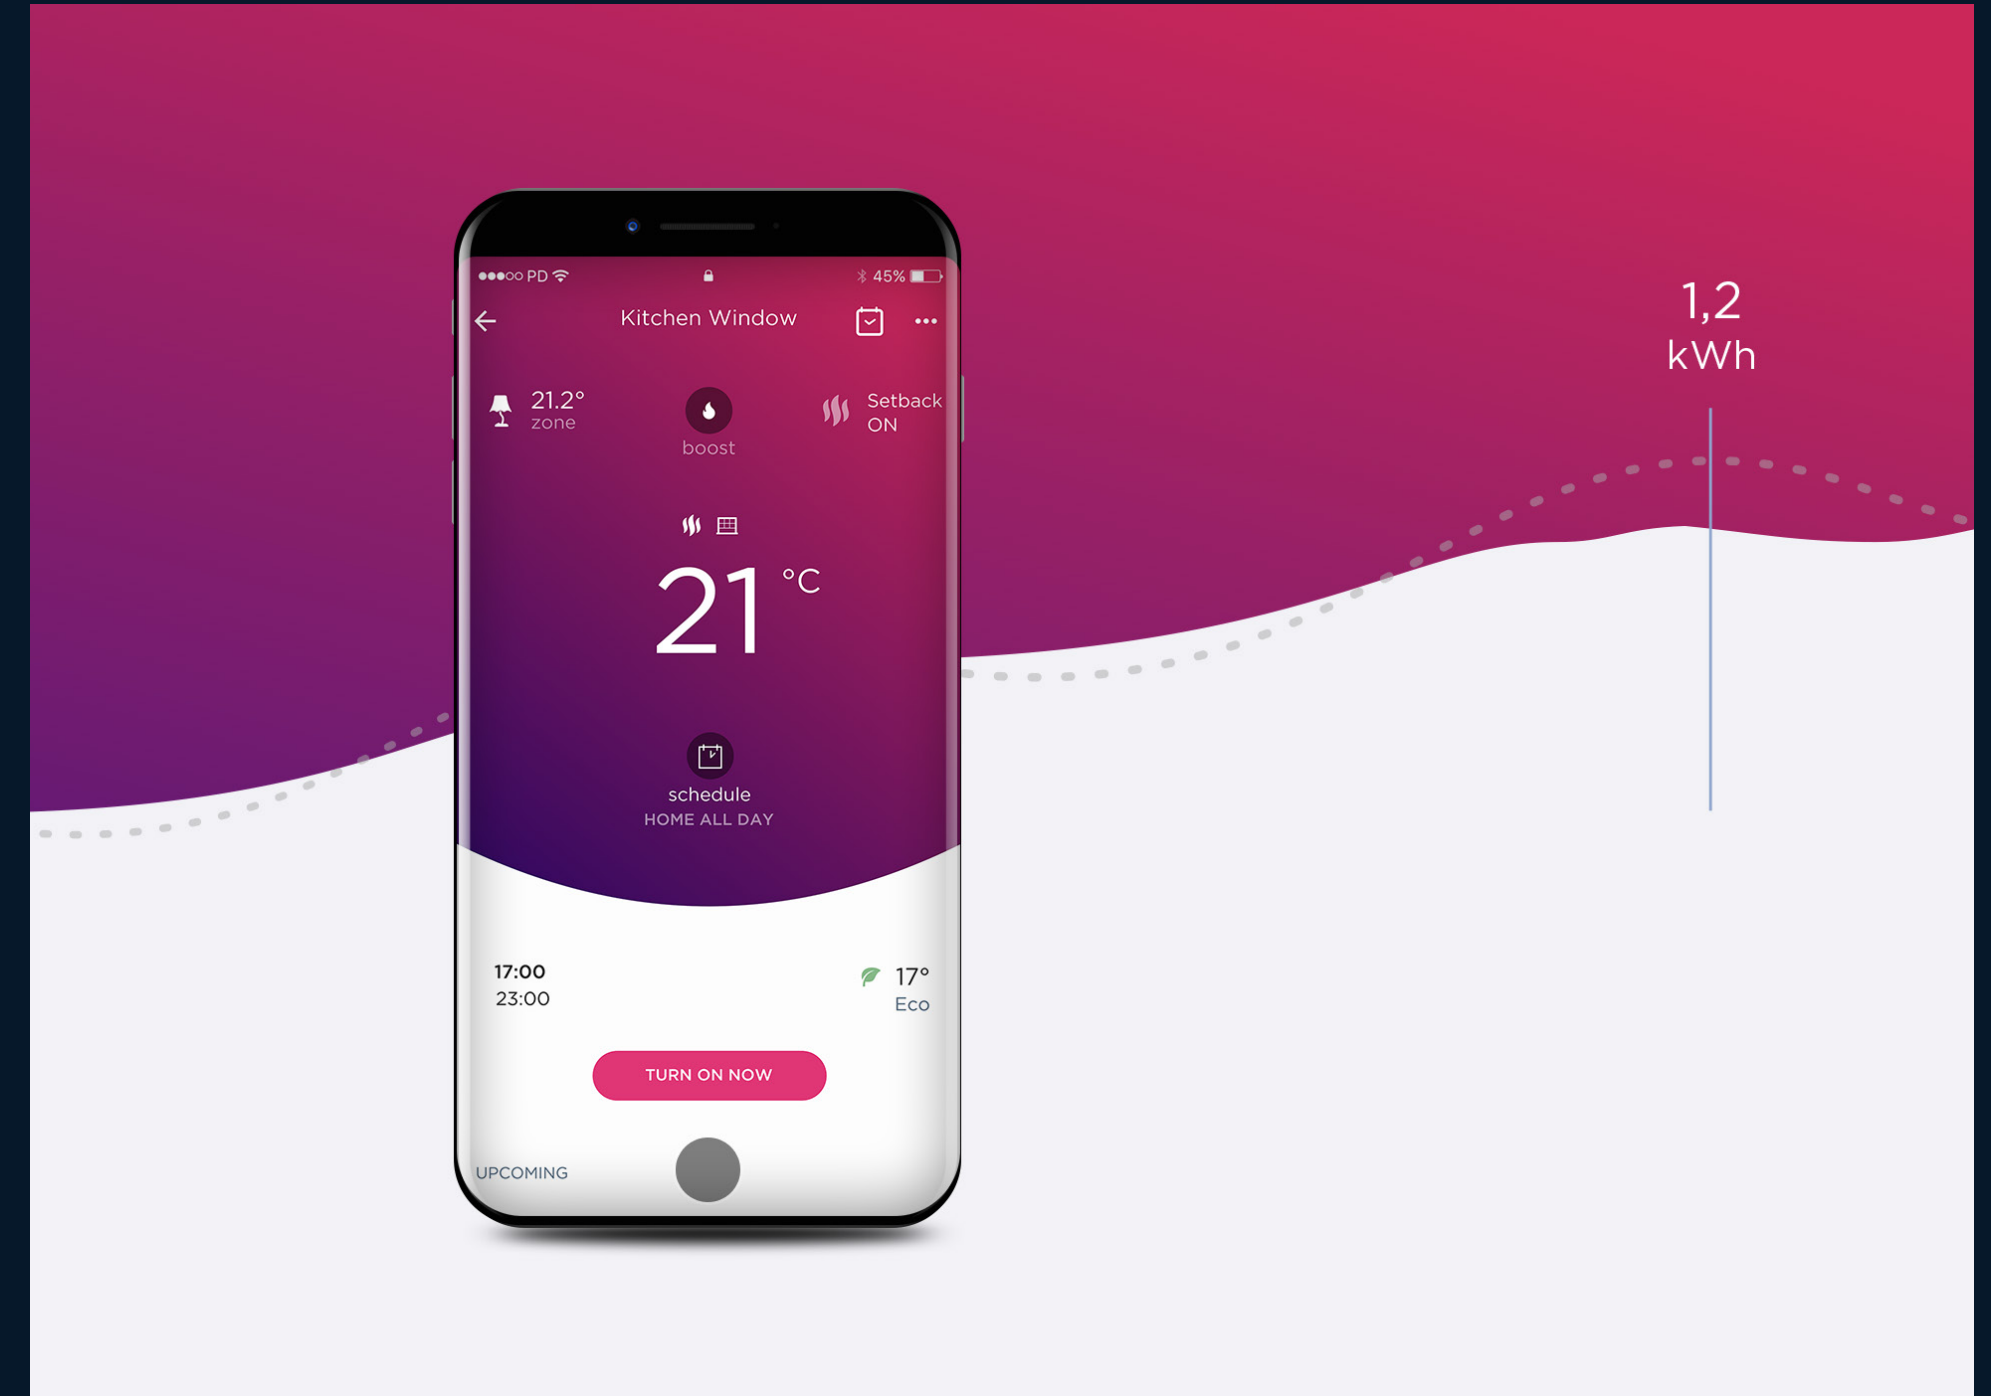 PD
45%
Kitchen Window
21.2°
zone
boost
Setback
ON
21 °C
schedule
HOME ALL DAY
17:00
23:00
17°
Eco
TURN ON NOW
UPCOMING
1,2
kWh